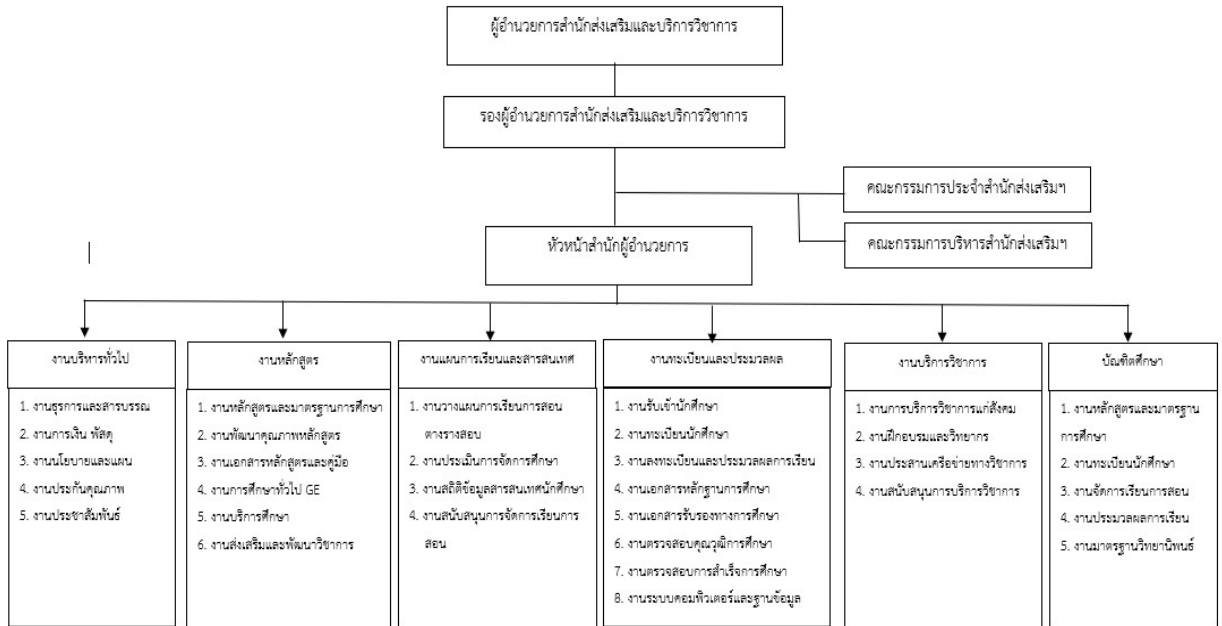 ผู้อำนวยการสำนักส่งเสริมและบริการวิชาการ
รองผู้อำนวยการสำนักส่งเสริมและบริการวิชาการ
คณะกรรมการประจำสำนักส่งเสริมฯ
คณะกรรมการบริหารสำนักส่งเสริมฯ
หัวหน้าสำนักผู้อำนวยการ
งานบริหารทั่วไป
1. งานธุรการและสารบรรณ
2. งานการเงิน พัสดุ
3. งานนโยบายและแผน
4. งานประกันคุณภาพ
5. งานประชาสัมพันธ์
งานหลักสูตร
1. งานหลักสูตรและมาตรฐานการศึกษา
2. งานพัฒนาคุณภาพหลักสูตร
3. งานเอกสารหลักสูตรและคู่มือ
4. งานการศึกษาทั่วไป GE
5. งานบริการศึกษา
6. งานส่งเสริมและพัฒนาวิชาการ
งานแผนการเรียนและสารสนเทศ
1. งานวางแผนการเรียนการสอน
ตารางสอบ
2. งานประเมินการจัดการศึกษา
3. งานสถิติข้อมูลสารสนเทศนักศึกษา
4. งานสนับสนุนการจัดการเรียนการ
สอน
งานทะเบียนและประมวลผล
1. งานรับเข้านักศึกษา
2. งานทะเบียนนักศึกษา
3. งานลงทะเบียนและประมวลผลการเรียน
4. งานเอกสารหลักฐานการศึกษา
5. งานเอกสารรับรองทางการศึกษา
6. งานตรวจสอบคุณวุฒิการศึกษา
7. งานตรวจสอบการสำเร็จการศึกษา
8. งานระบบคอมพิวเตอร์และฐานข้อมูล
งานบริการวิชาการ
1. งานการบริการวิชาการแก่สังคม
2. งานฝึกอบรมและวิทยากร
3. งานประสานเครือข่ายทางวิชาการ
4. งานสนับสนุนการบริการวิชาการ
บัณฑิตศึกษา
1. งานหลักสูตรและมาตรฐาน
การศึกษา
2. งานทะเบียนนักศึกษา
3. งานจัดการเรียนการสอน
4. งานประมวลผลการเรียน
5. งานมาตรฐานวิทยานิพนธ์